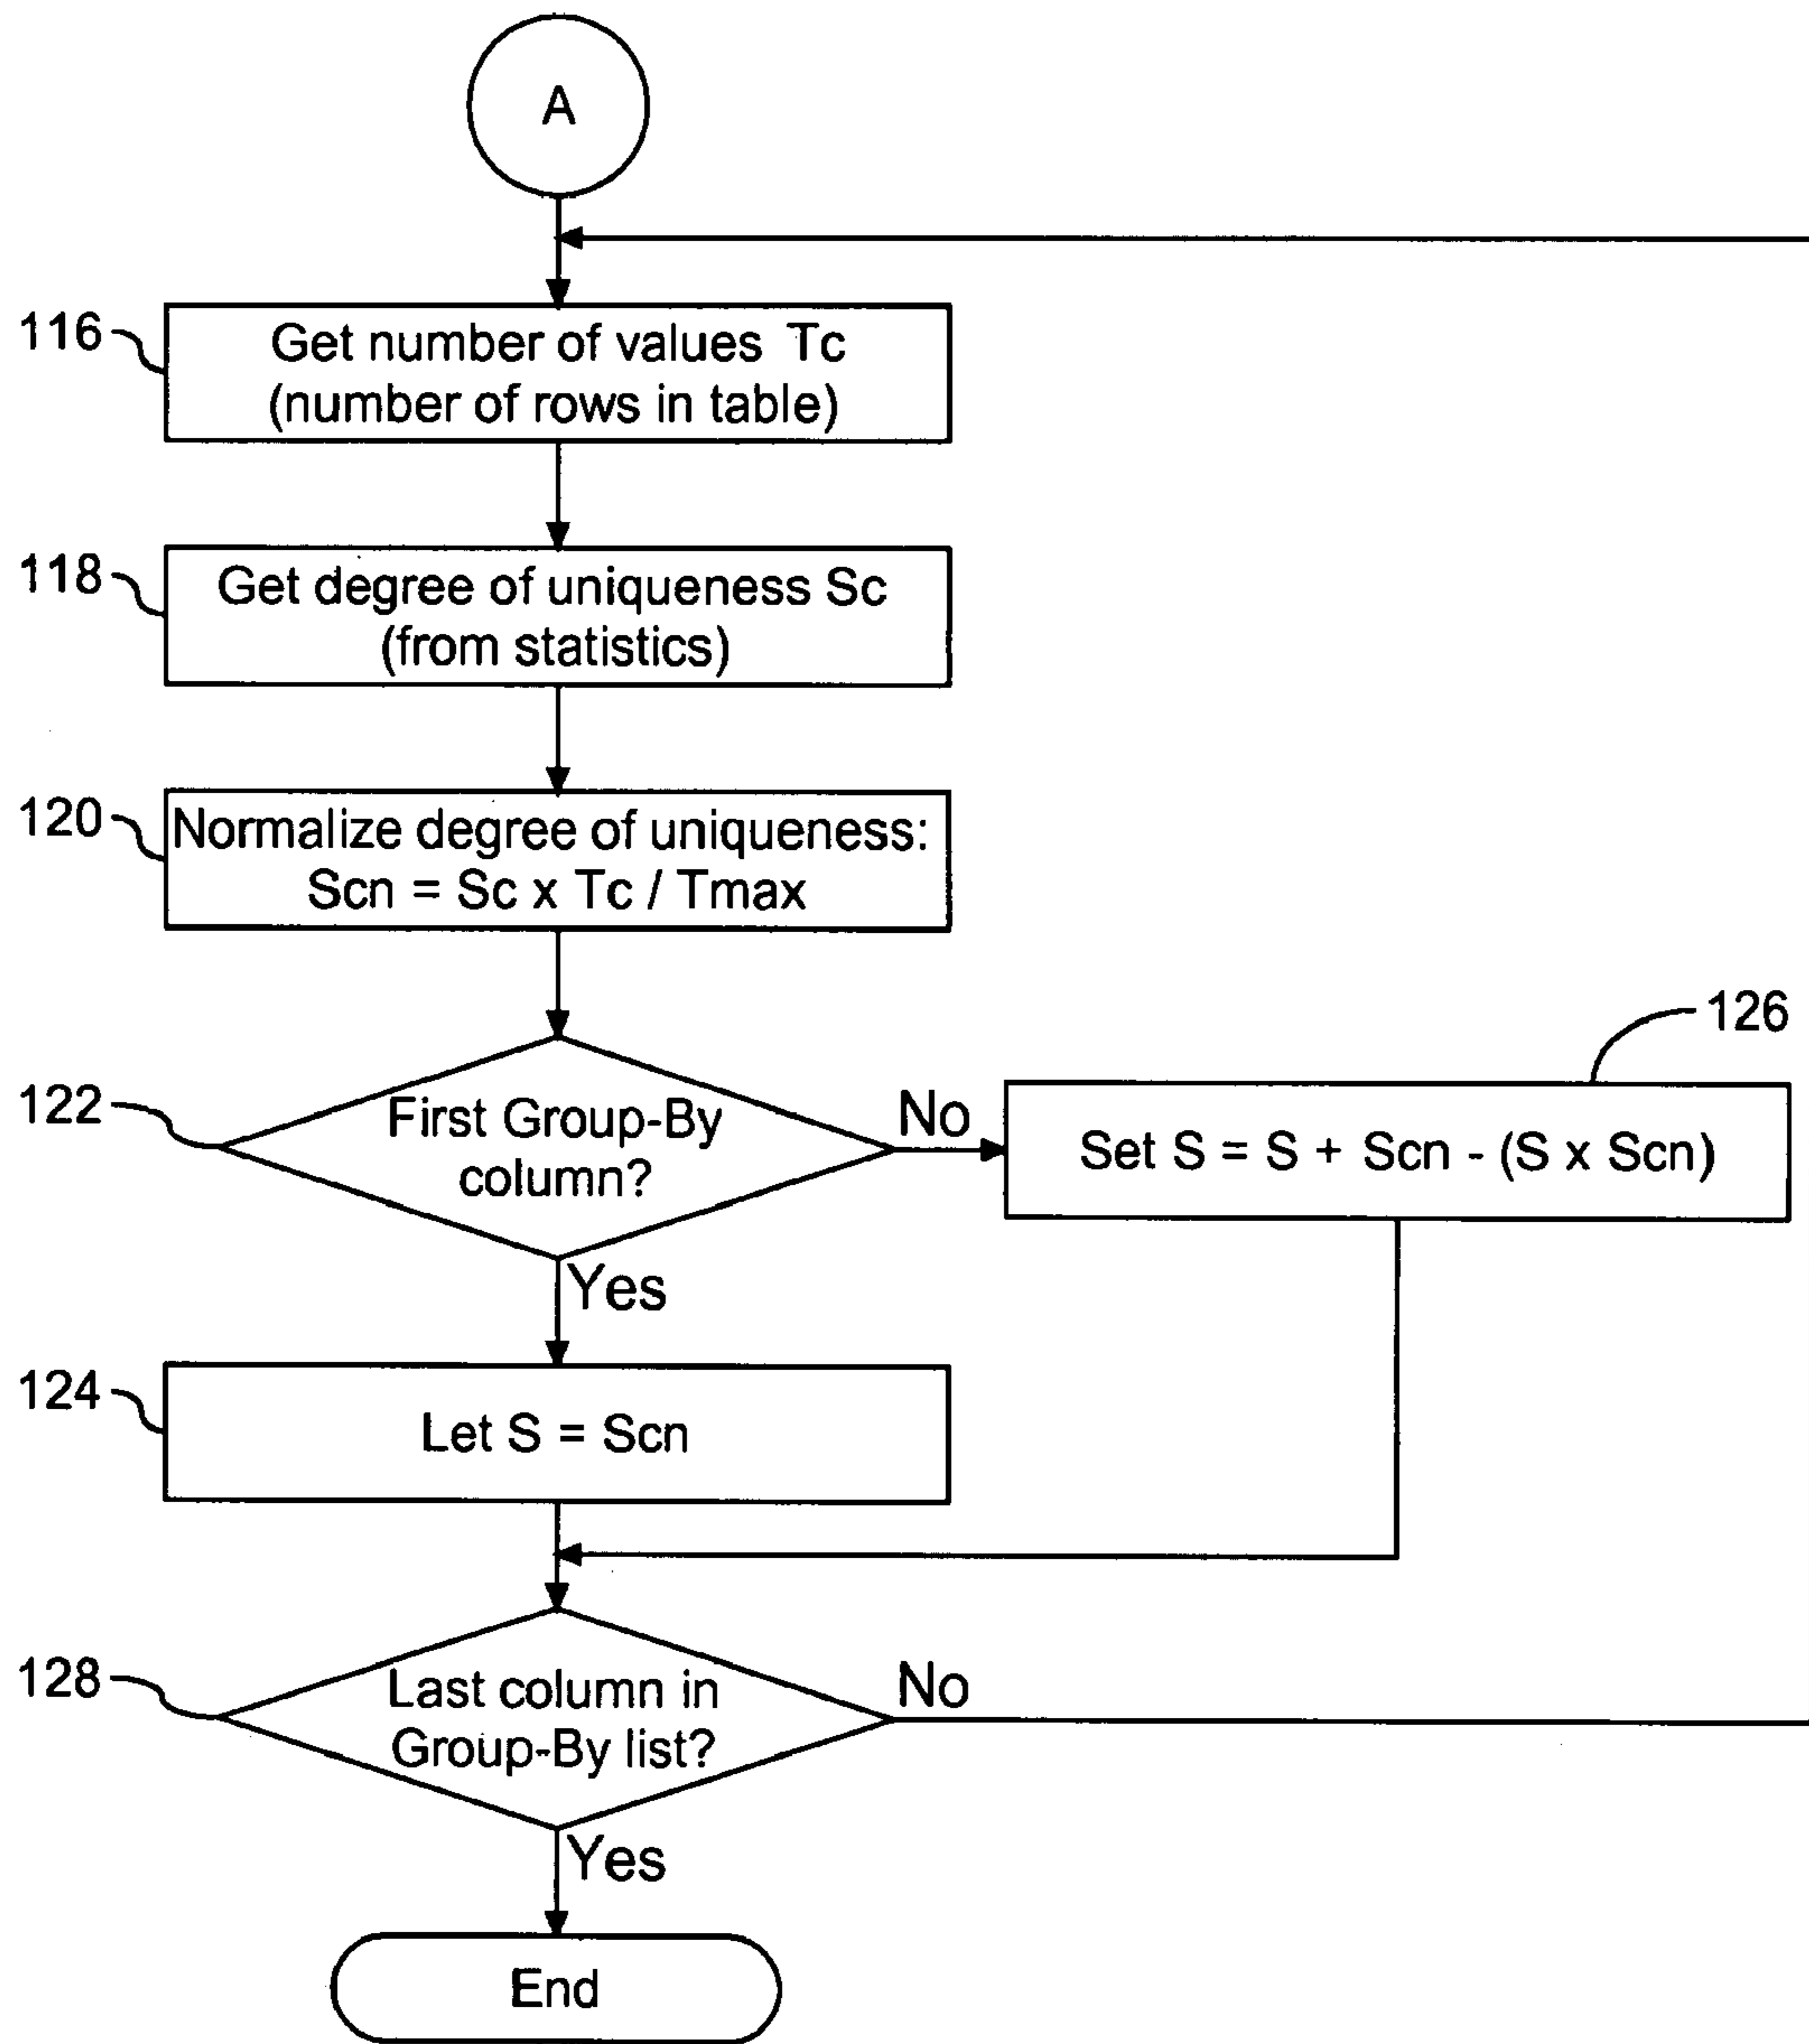 A
116
Get number of values Tc
(number of rows in table)
118
Get degree of uniqueness Sc
(from statistics)
120
Normalize degree of uniqueness:
Scn = Sc x Tc / Tmax
126
122
First Group-By
column?
No
Set S = S + Scn - (S x Scn)
Yes
124
Let S = Scn
128
Last column in
Group-By list?
No
Yes
End